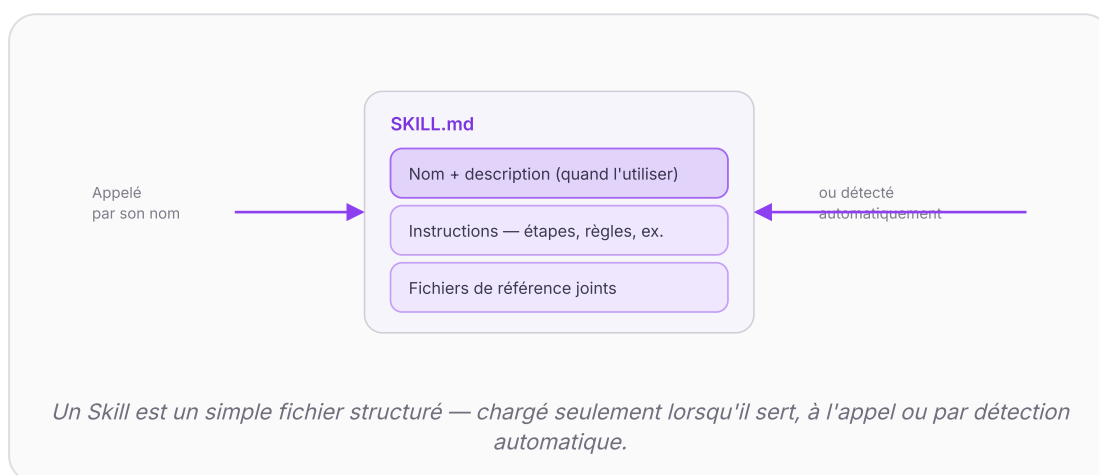 SKILL.md
Nom + description (quand l'utiliser)
Appelé
par son nom
ou détecté
automatiquement
Instructions — étapes, règles, ex.
Fichiers de référence joints
Un Skill est un simple fichier structuré — chargé seulement lorsqu'il sert, à l'appel ou par détection
automatique.